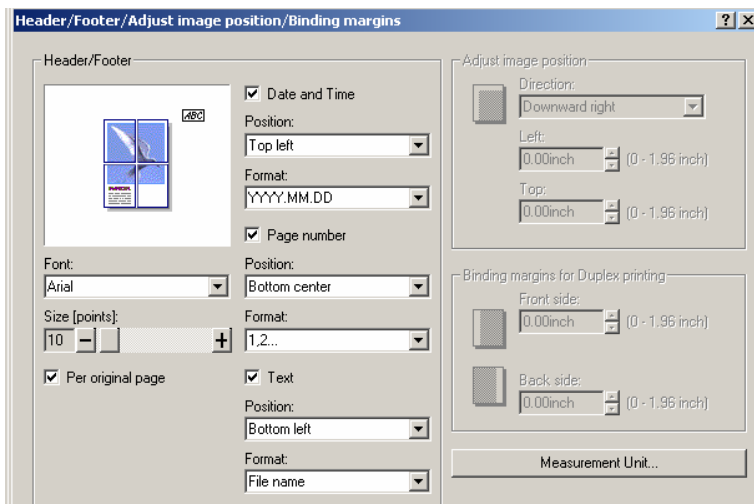 Header/Footer/Adjust image position/Binding margins
Header/Footer
ABC
Date and Time
Position:
Top left
Format:
YYYY.MM.DD
Page number
Font:
Arial
Position:
Bottom center
Size [points]:
10
Format:
1,2...
Per original page
Text
Position:
Bottom left
Format:
File name
Adjust image position
Direction:
Downward right
Left:
0.00inch (0 - 1.96 inch)
Top:
0.00inch (0 - 1.96 inch)
Binding margins for Duplex printing
Front side:
0.00inch (0 - 1.96 inch)
Back side:
0.00inch (0 - 1.96 inch)
Measurement Unit...